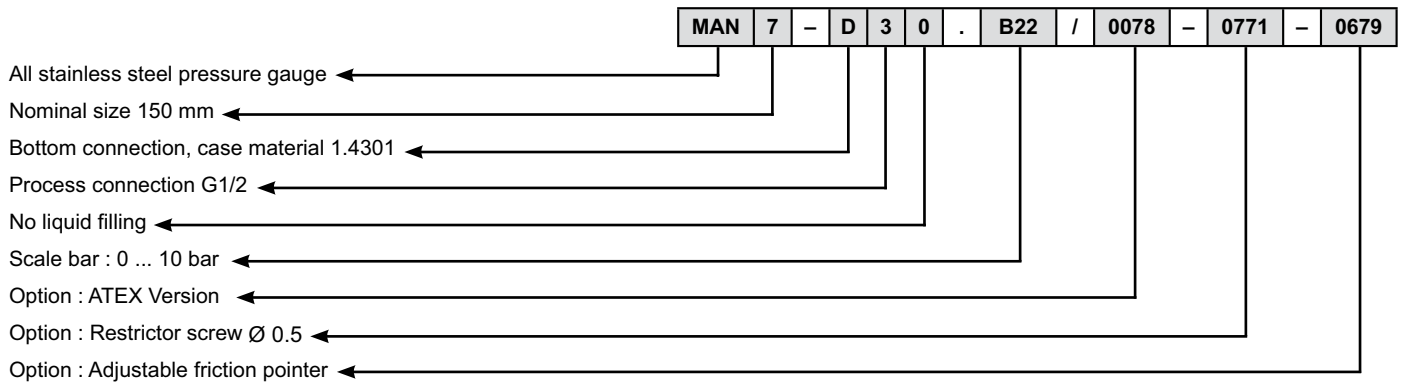 MAN 7 – D 3 0 . B22 / 0078 – 0771 – 0679
All stainless steel pressure gauge
Nominal size 150 mm
Bottom connection, case material 1.4301
Process connection G1/2
No liquid filling
Scale bar : 0 ... 10 bar
Option : ATEX Version
Option : Restrictor screw Ø 0.5
Option : Adjustable friction pointer